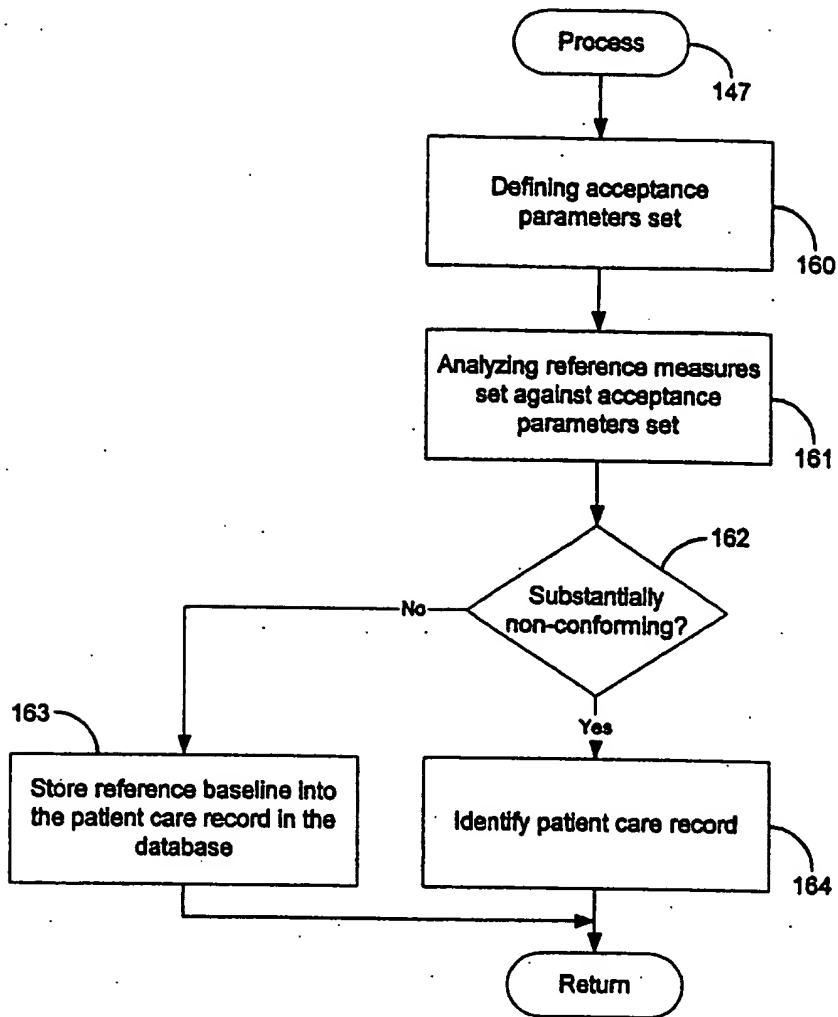 Process
147
Defining acceptance
parameters set
160
Analyzing reference measures
set against acceptance
parameters set
161
162
Substantially
non-conforming?
No
Yes
163
Store reference baseline into
the patient care record in the
database
Identify patient care record
164
Return